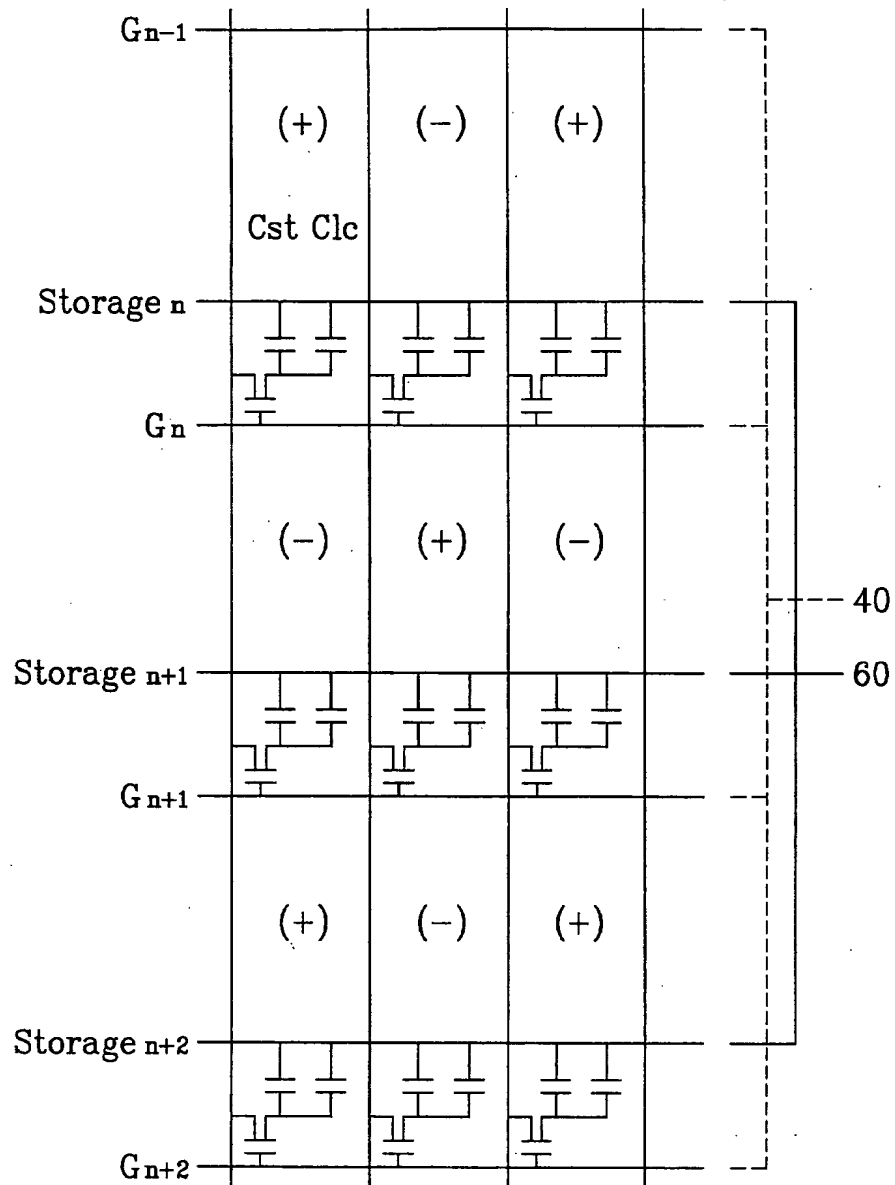 Gn-1
(+) (-) (+)
Cst Clc
Storage n
Gn
(-) (+) (-)
40
Storage n+1
60
Gn+1
(+) (-) (+)
Storage n+2
Gn+2